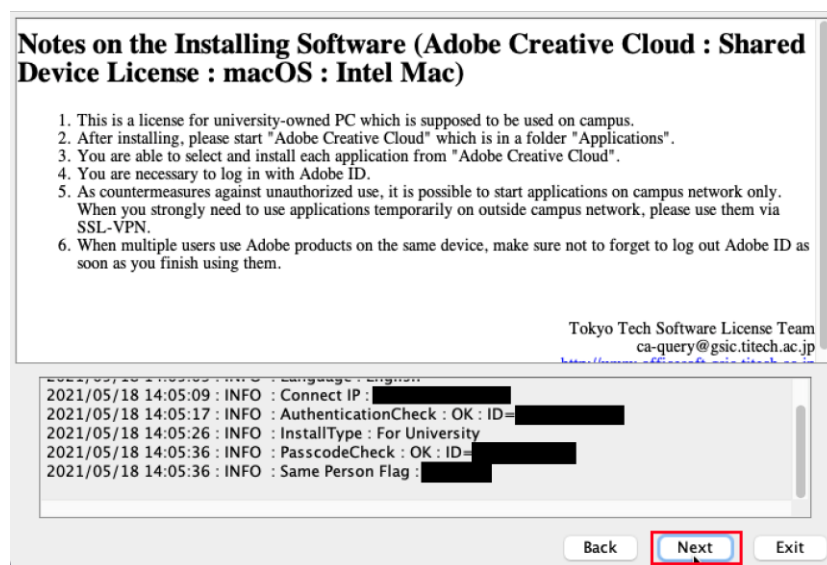 Notes on the Installing Software (Adobe Creative Cloud : Shared
Device License : macOS : Intel Mac)
1. This is a license for university-owned PC which is supposed to be used on campus.
2. After installing, please start "Adobe Creative Cloud" which is in a folder "Applications".
3. You are able to select and install each application from "Adobe Creative Cloud".
4. You are necessary to log in with Adobe ID.
5. As countermeasures against unauthorized use, it is possible to start applications on campus network only.
When you strongly need to use applications temporarily on outside campus network, please use them via
SSL-VPN.
6. When multiple users use Adobe products on the same device, make sure not to forget to log out Adobe ID as
soon as you finish using them.
Tokyo Tech Software License Team
ca-query@gsic.titech.ac.jp
2021/05/18 14:05:09 : INFO : Connect IP :
2021/05/18 14:05:17 : INFO : AuthenticationCheck : OK : ID=
2021/05/18 14:05:26 : INFO : InstallType : For University
2021/05/18 14:05:36 : INFO : PasscodeCheck : OK : ID=
2021/05/18 14:05:36 : INFO : Same Person Flag :
Back Next Exit